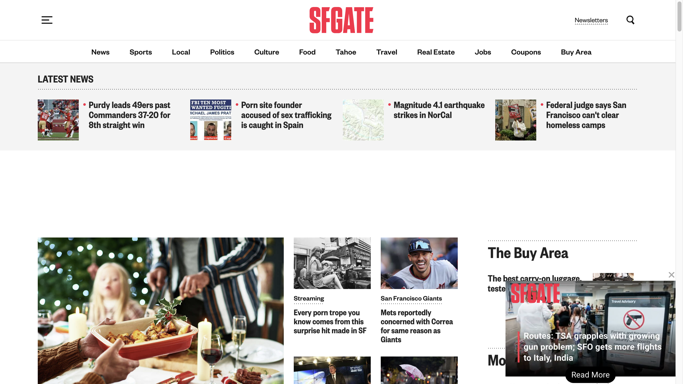 SFGATE
Newsletters
News Sports Local Politics Culture Food Tahoe Travel Real Estate Jobs Coupons Buy Area
LATEST NEWS
Purdy leads 49ers past
Commanders 37-20 for
8th straight win
FBI TEN MOST
WANTED FUGITI
MICHAEL JAMES PRAT
Porn site founder
accused of sex trafficking
is caught in Spain
Magnitude 4.1 earthquake
strikes in NorCal
Federal judge says San
Francisco can't clear
homeless camps
Streaming
Every porn trope you
know comes from this
surprise hit made in SF
San Francisco Giants
Mets reportedly
concerned with Correa
for same reason as
Giants
The Buy Area
The best carry-on luggage,
teste
Mo
SFGATE
Routes: TSA grapples with growing
gun problem; SFO gets more flights
to Italy, India
Read More